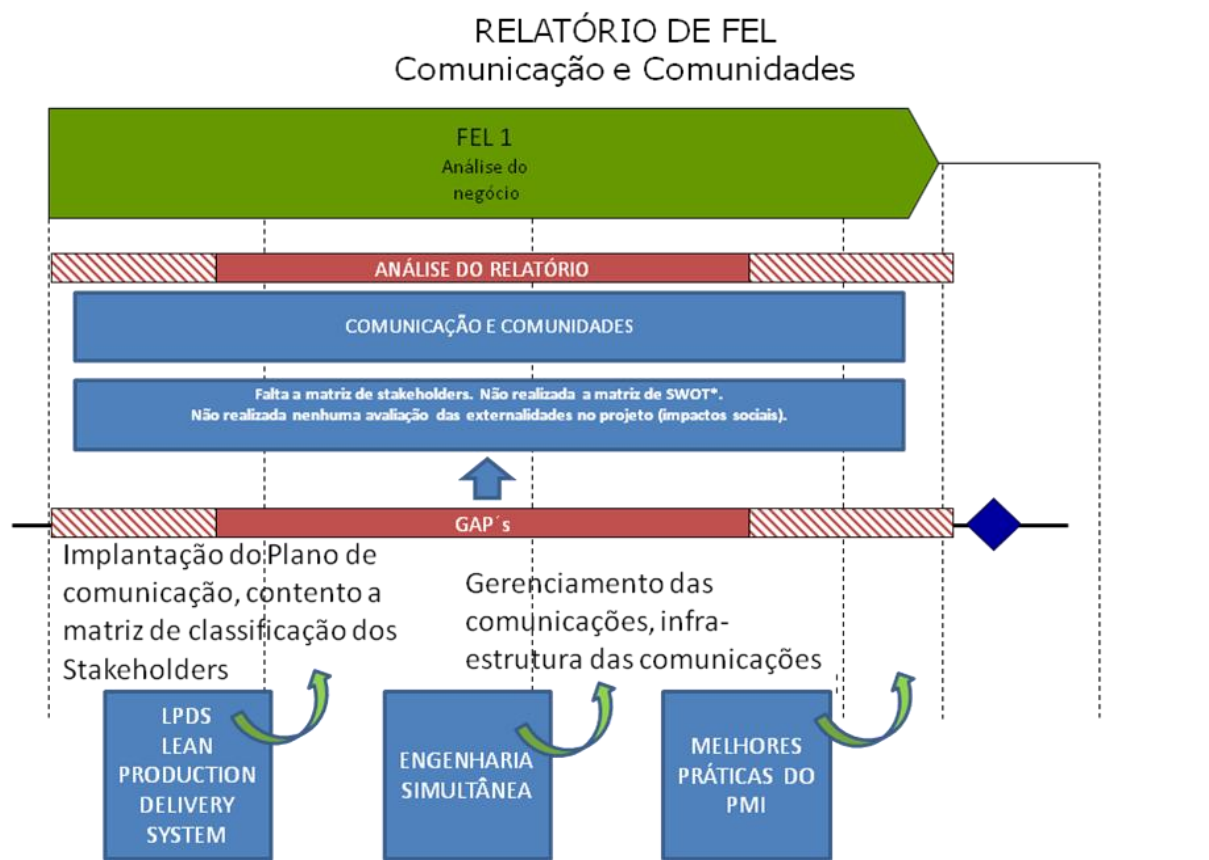 RELATÓRIO DE FEL
Comunicação e Comunidades
FEL 1
Análise do
negócio
ANÁLISE DO RELATÓRIO
COMUNICAÇÃO E COMUNIDADES
Falta a matriz de stakeholders. Não realizada a matriz de SWOT*.
Não realizada nenhuma avaliação das externalidades no projeto (impactos sociais).
GAP´s
Implantação do Plano de
comunicação, contento a
matriz de classificação dos
Stakeholders
Gerenciamento das
comunicações, infra-
estrutura das comunicações
LPDS
LEAN
PRODUCTION
DELIVERY
SYSTEM
ENGENHARIA
SIMULTÂNEA
MELHORES
PRÁTICAS DO
PMI